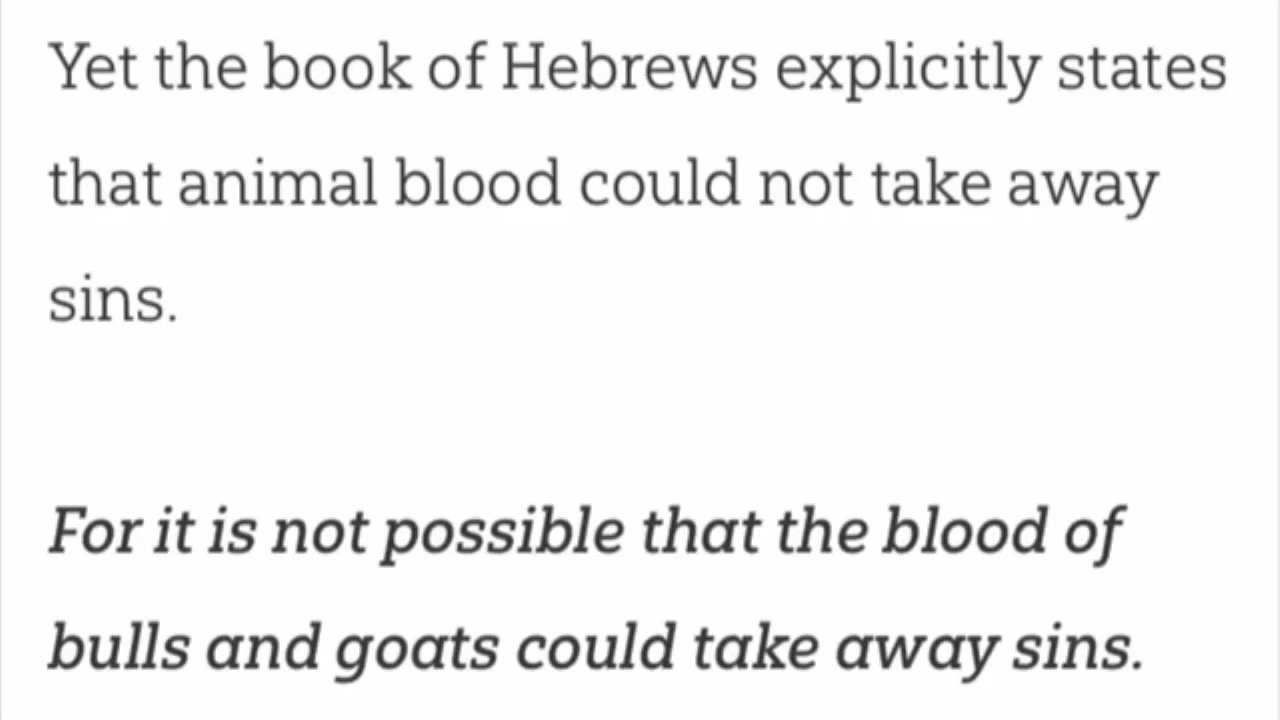 Yet the book of Hebrews explicitly states
that animal blood could not take away
sins.
For it is not possible that the blood of
bulls and goats could take away sins.